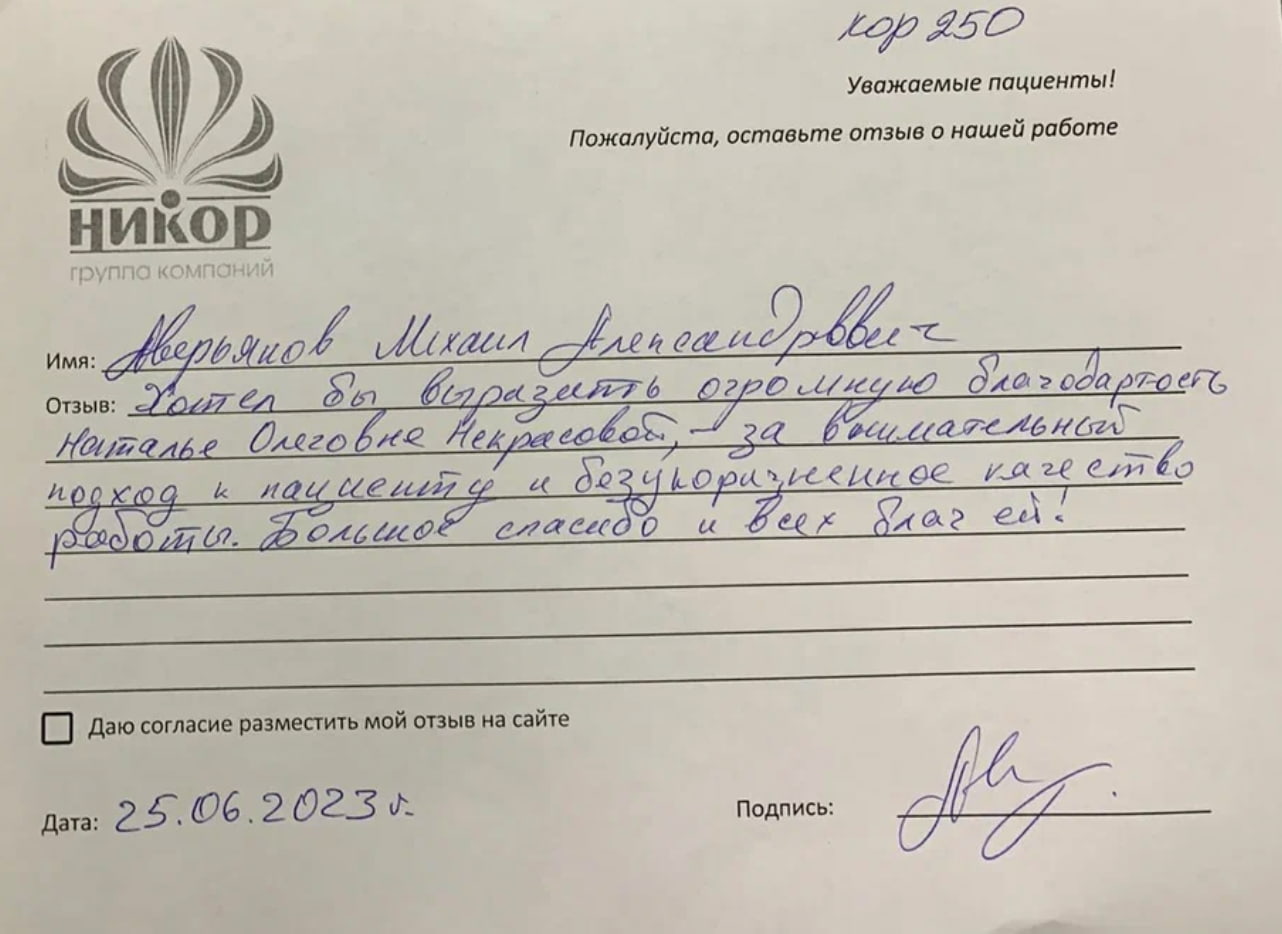 кор 250
Уважаемые пациенты!
Пожалуйста, оставьте отзыв о нашей работе
НИКОР
группа компаний
Имя: Аверьянов Михаил Александрович
Отзыв: Хотел бы выразить огромную благодарность
Наталье Олеговне Некрасовой, – за внимательный
подход к пациенту и безукоризненное качество
работы. Большое спасибо и всех благ ей!
Даю согласие разместить мой отзыв на сайте
Дата: 25.06.2023 г.
Подпись: